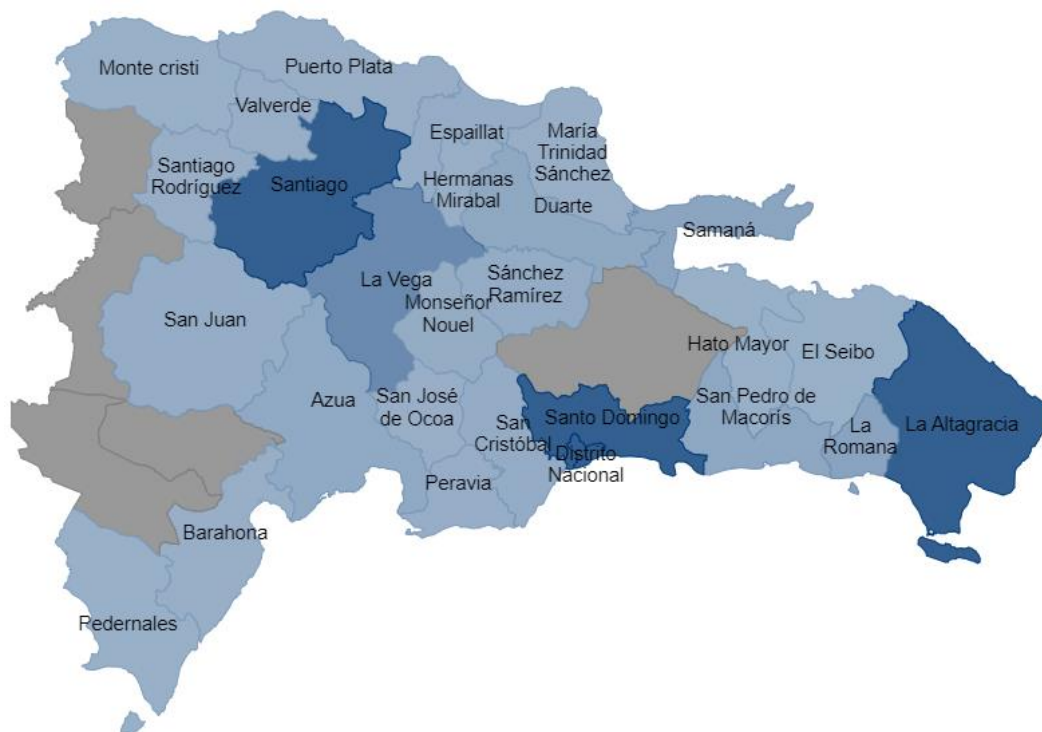 Monte cristi
Puerto Plata
Valverde
Espaillat
María
Trinidad
Sánchez
Santiago
Rodríguez
Santiago
Hermanas
Mirabal
Duarte
Samaná
La Vega
Sánchez
Ramírez
Monseñor
Nouel
San Juan
Hato Mayor
El Seibo
Azua
San José
de Ocoa
San
Cristóbal
Santo Domingo
San Pedro de
Macorís
La
Romana
La Altagracia
Distrito
Nacional
Peravia
Barahona
Pedernales